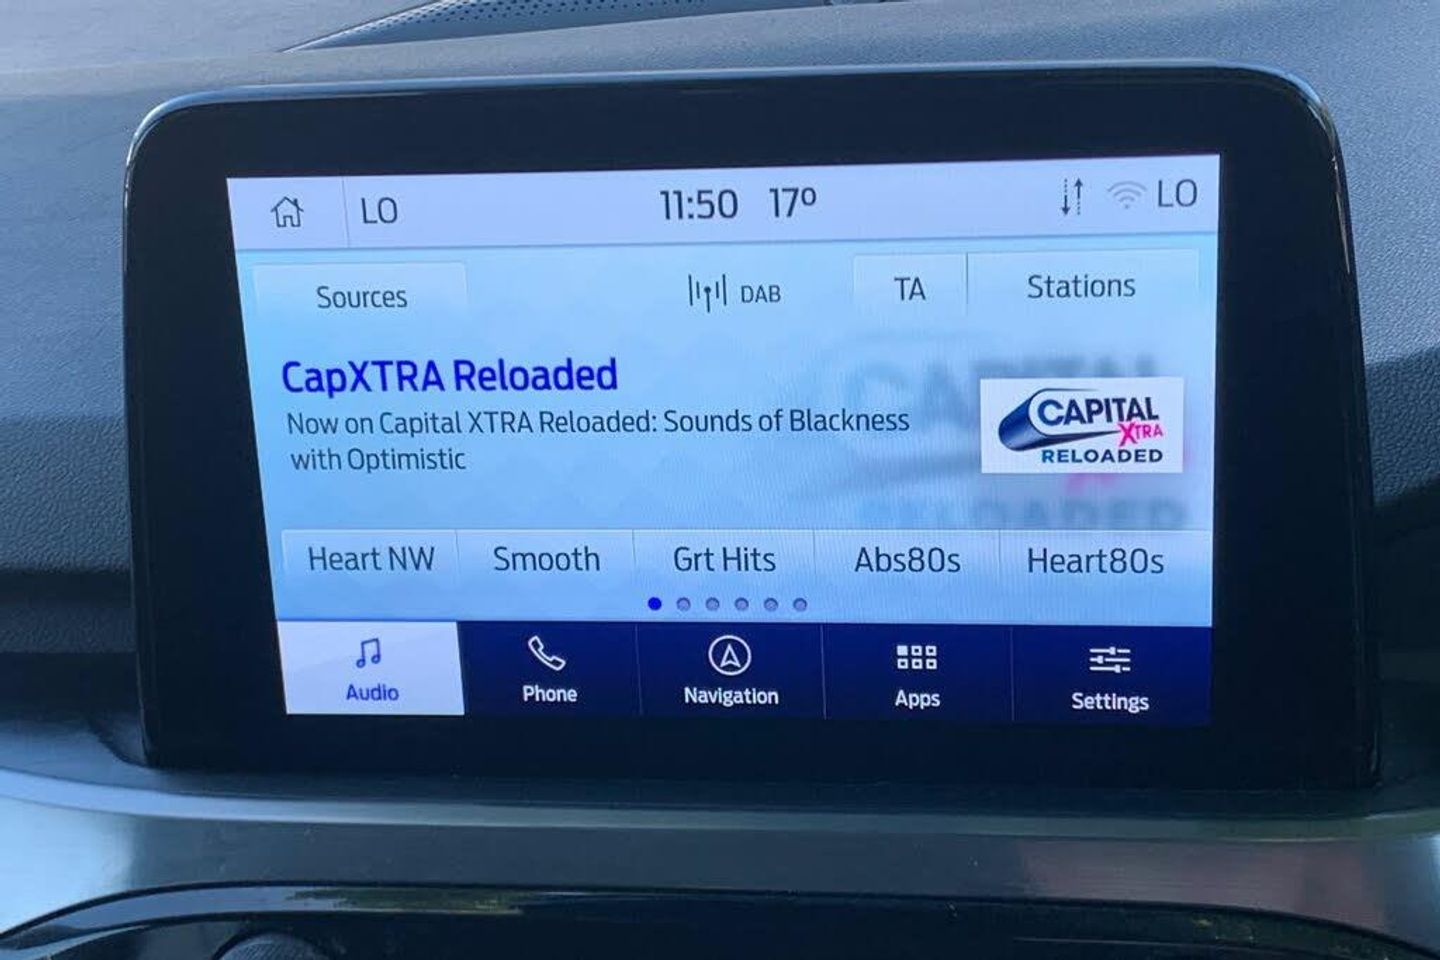 LO 11:50 17º LO
Sources DAB TA Stations
CapXTRA Reloaded
Now on Capital XTRA Reloaded: Sounds of Blackness
with Optimistic
CAPITAL
XTRA
RELOADED
Heart NW Smooth Grt Hits Abs80s Heart80s
Audio Phone Navigation Apps Settings